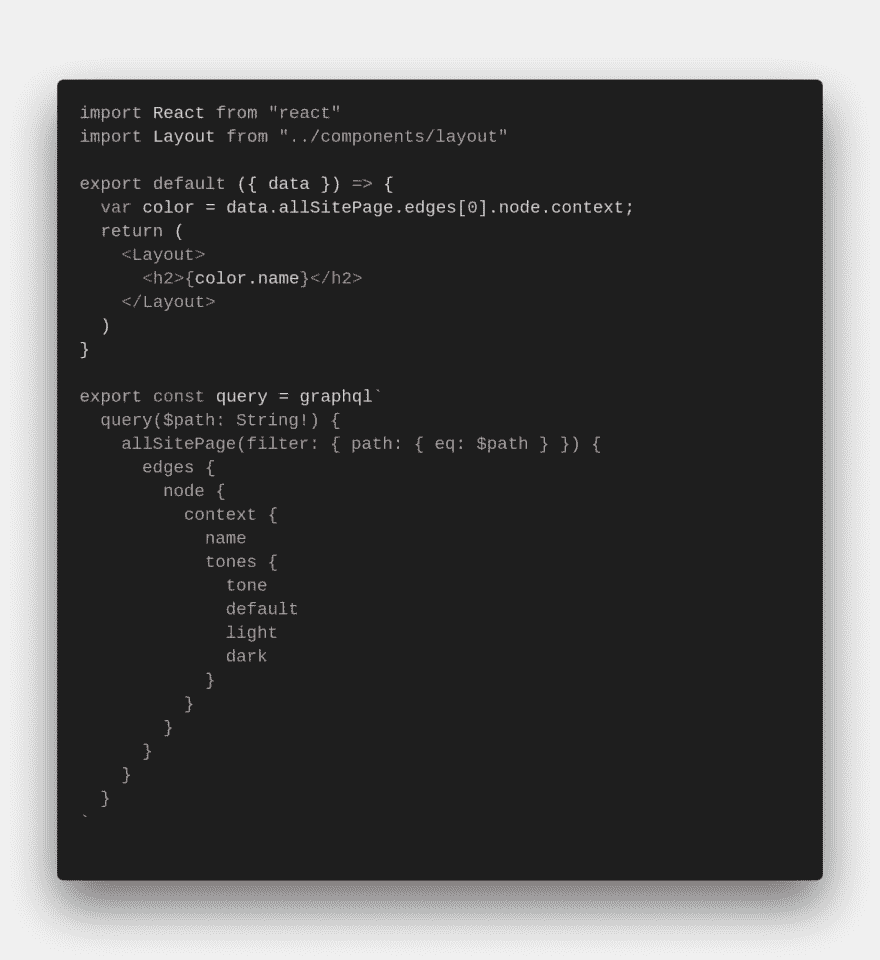 import React from "react"
import Layout from "../components/layout"

export default ({ data }) => {
  var color = data.allSitePage.edges[0].node.context;
  return (
    <Layout>
      <h2>{color.name}</h2>
    </Layout>
  )
}

export const query = graphql`
  query($path: String!) {
    allSitePage(filter: { path: { eq: $path } }) {
      edges {
        node {
          context {
            name
            tones {
              tone
              default
              light
              dark
            }
          }
        }
      }
    }
  }
`